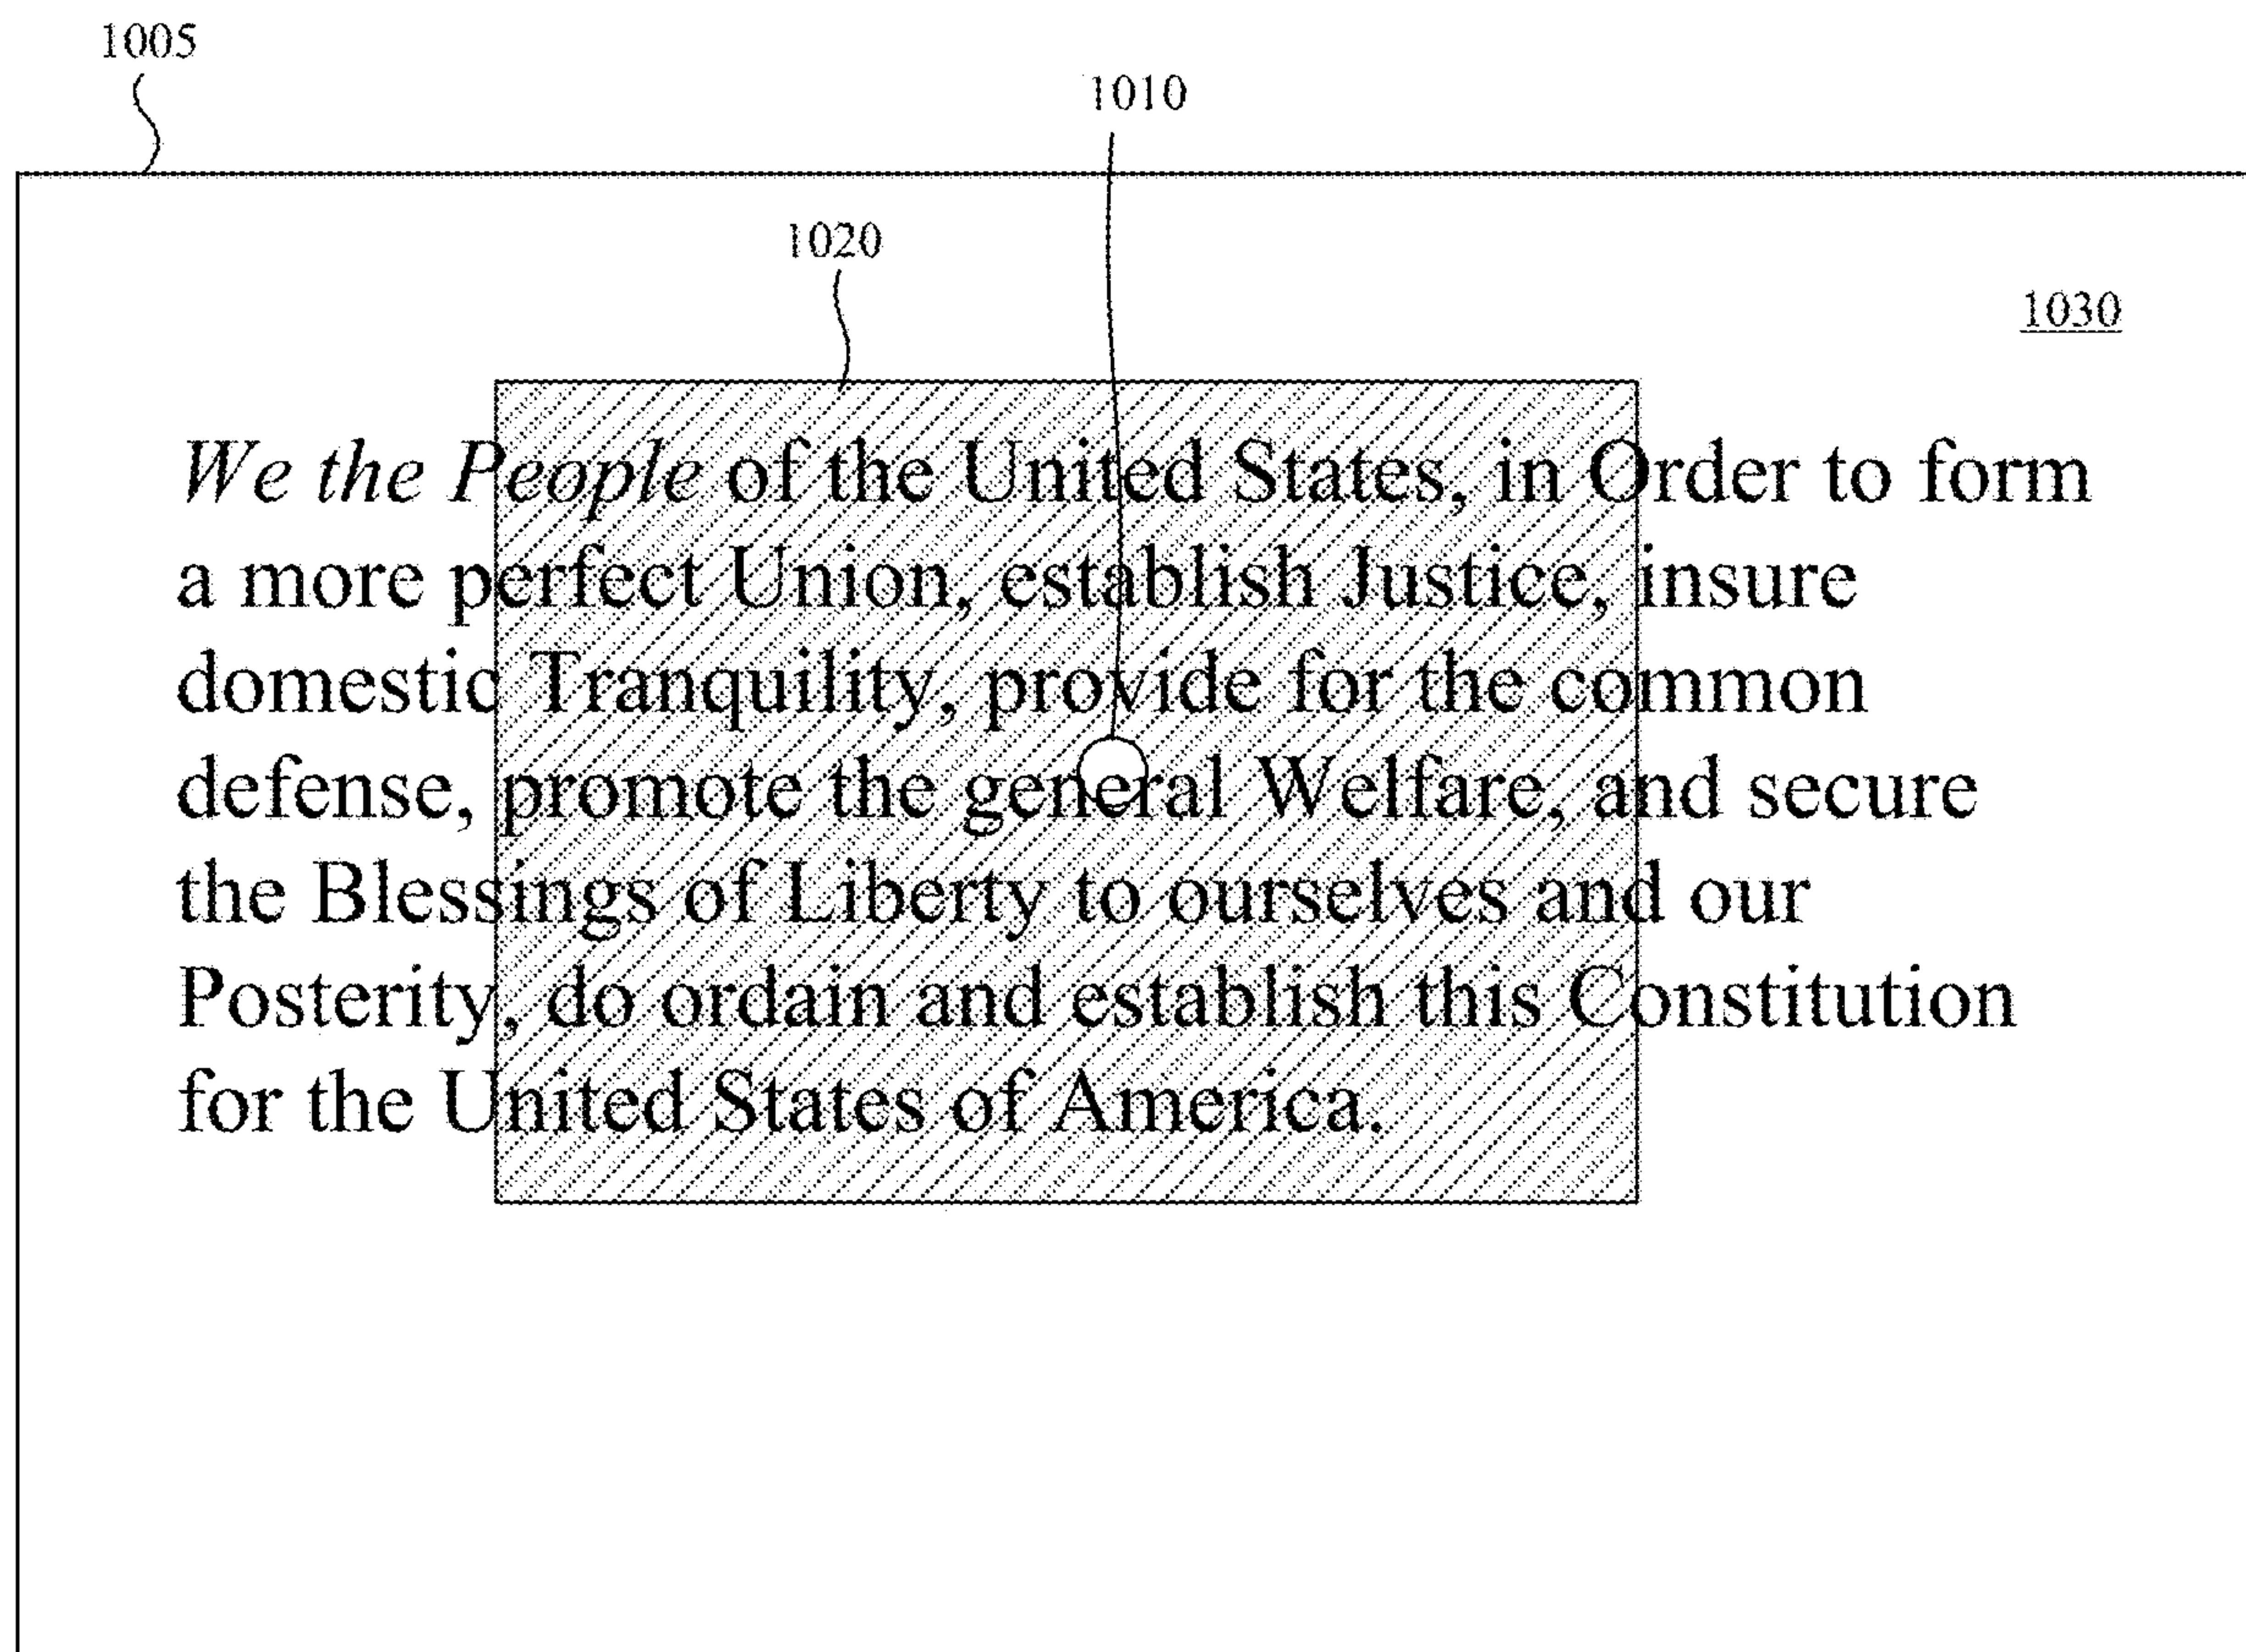 1005
1010
1020
1030
We the People of the United States, in Order to form
a more perfect Union, establish Justice, insure
domestic Tranquility, provide for the common
defense, promote the general Welfare, and secure
the Blessings of Liberty to ourselves and our
Posterity, do ordain and establish this Constitution
for the United States of America.